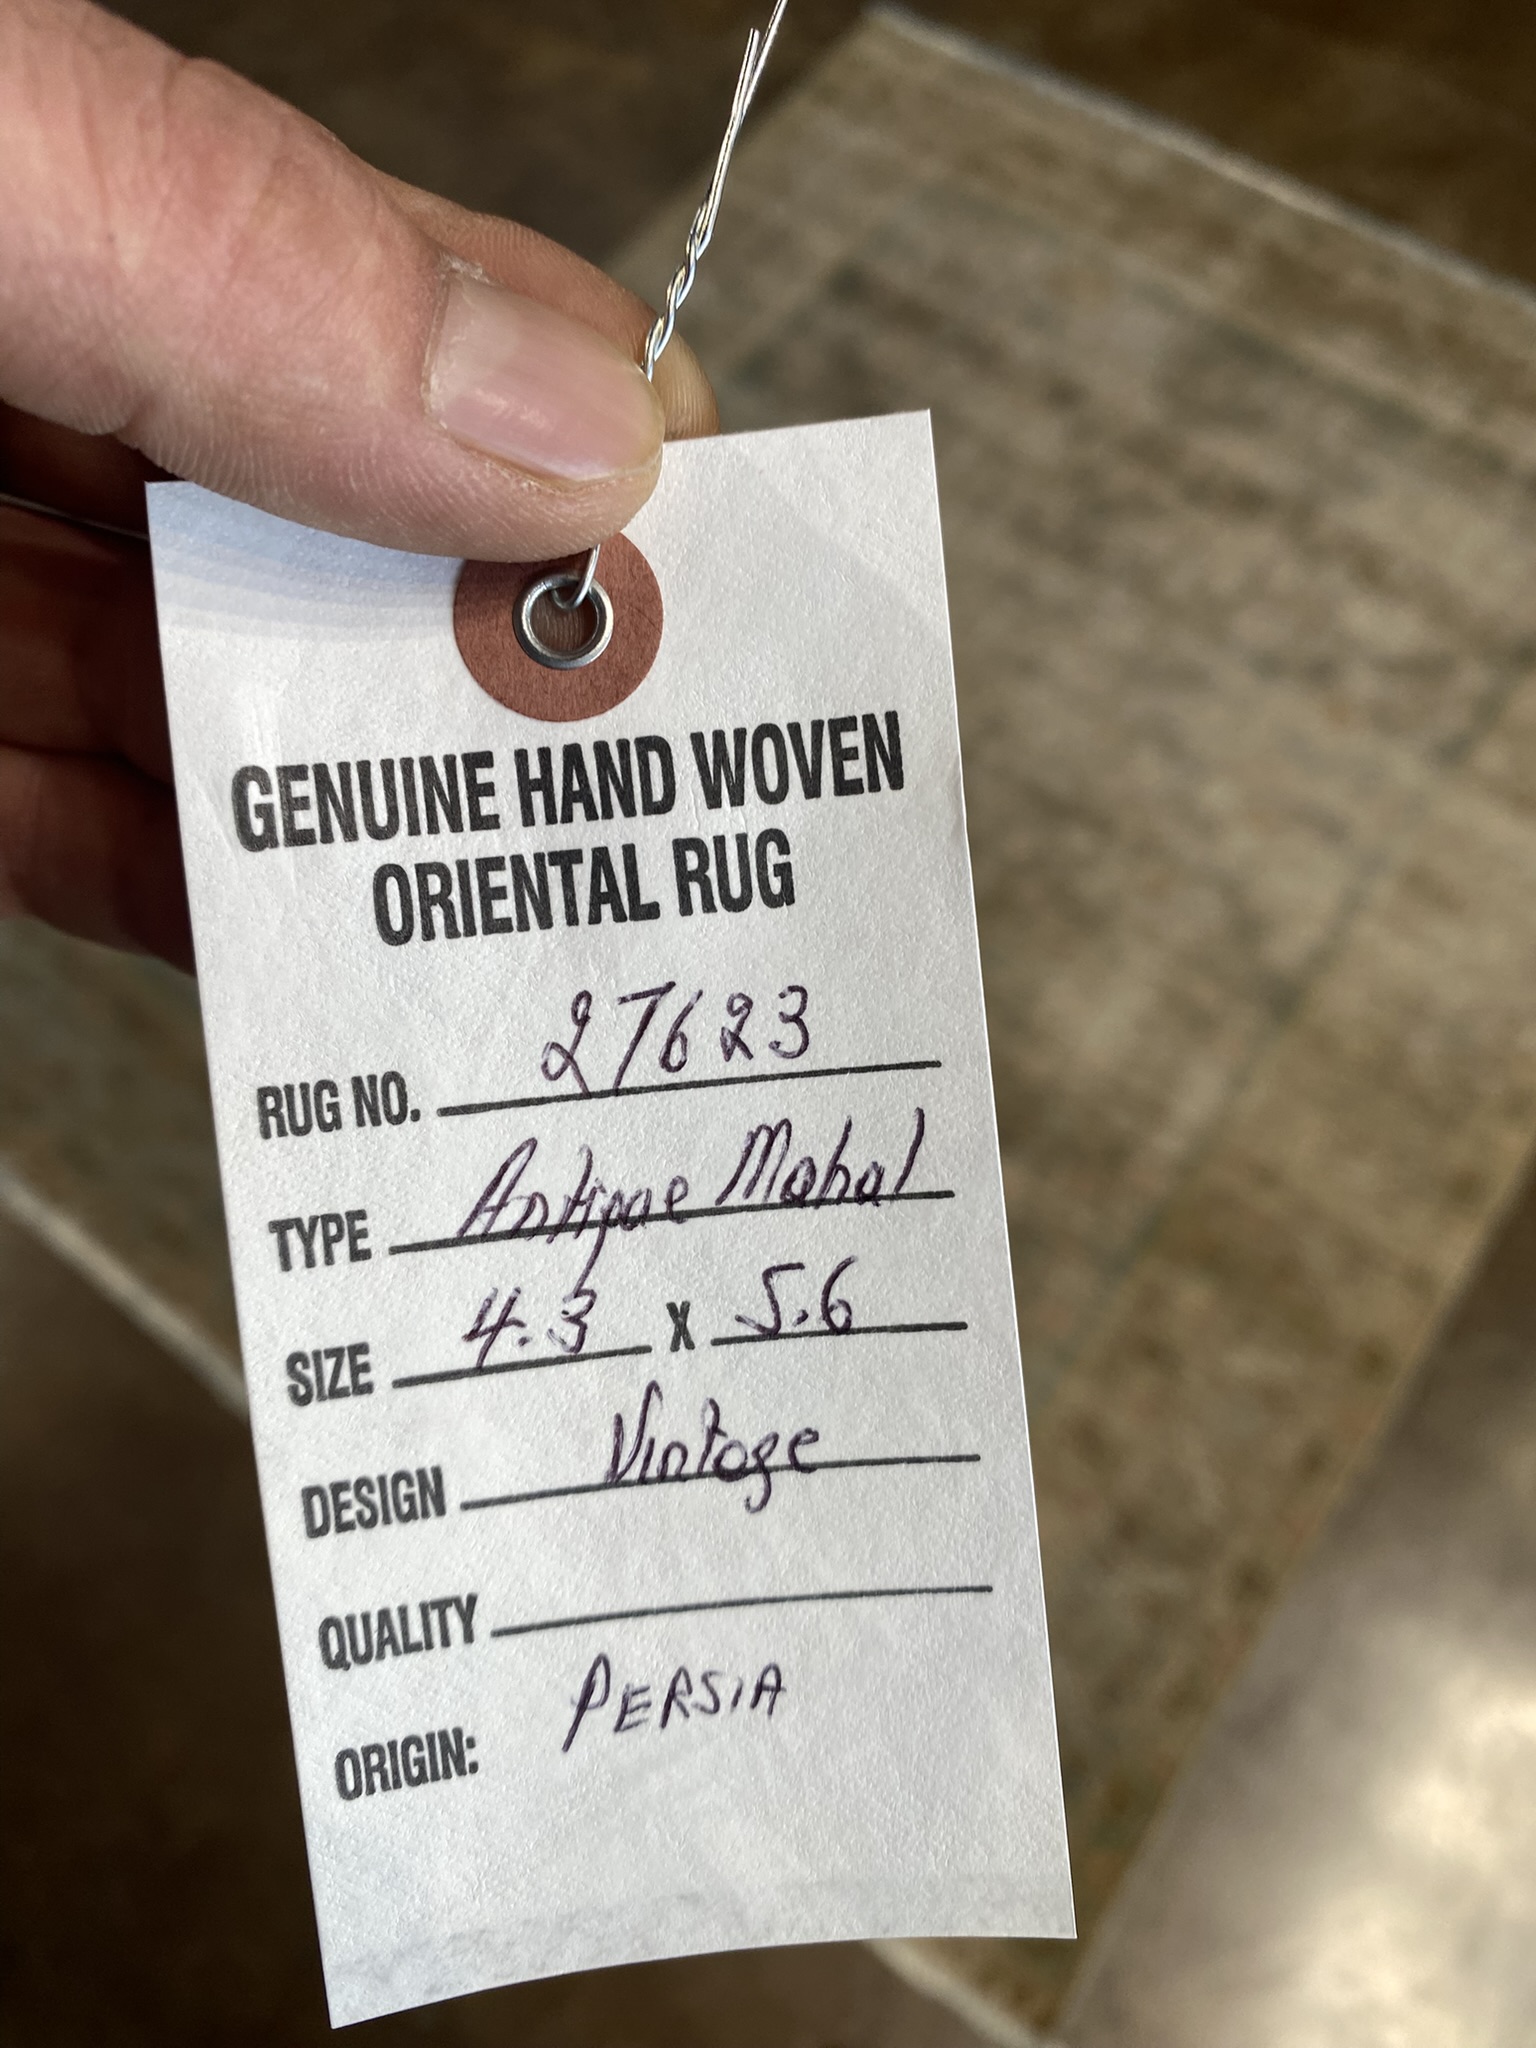 GENUINE HAND WOVEN
ORIENTAL RUG
RUG NO. 27623
TYPE Antique Mahal
SIZE 4.3 X 5.6
DESIGN Vintage
QUALITY
ORIGIN: PERSIA